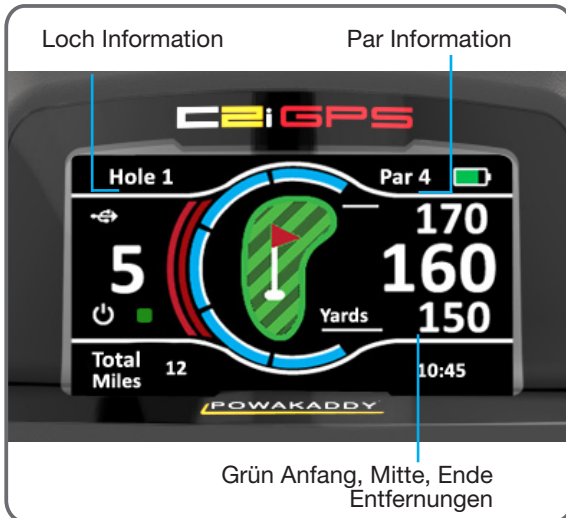 Loch Information
Par Information
C2i GPS
Hole 1
Par 4
170
5
160
Yards
150
Total
Miles
12
10:45
POWAKADDY
Grün Anfang, Mitte, Ende
Entfernungen